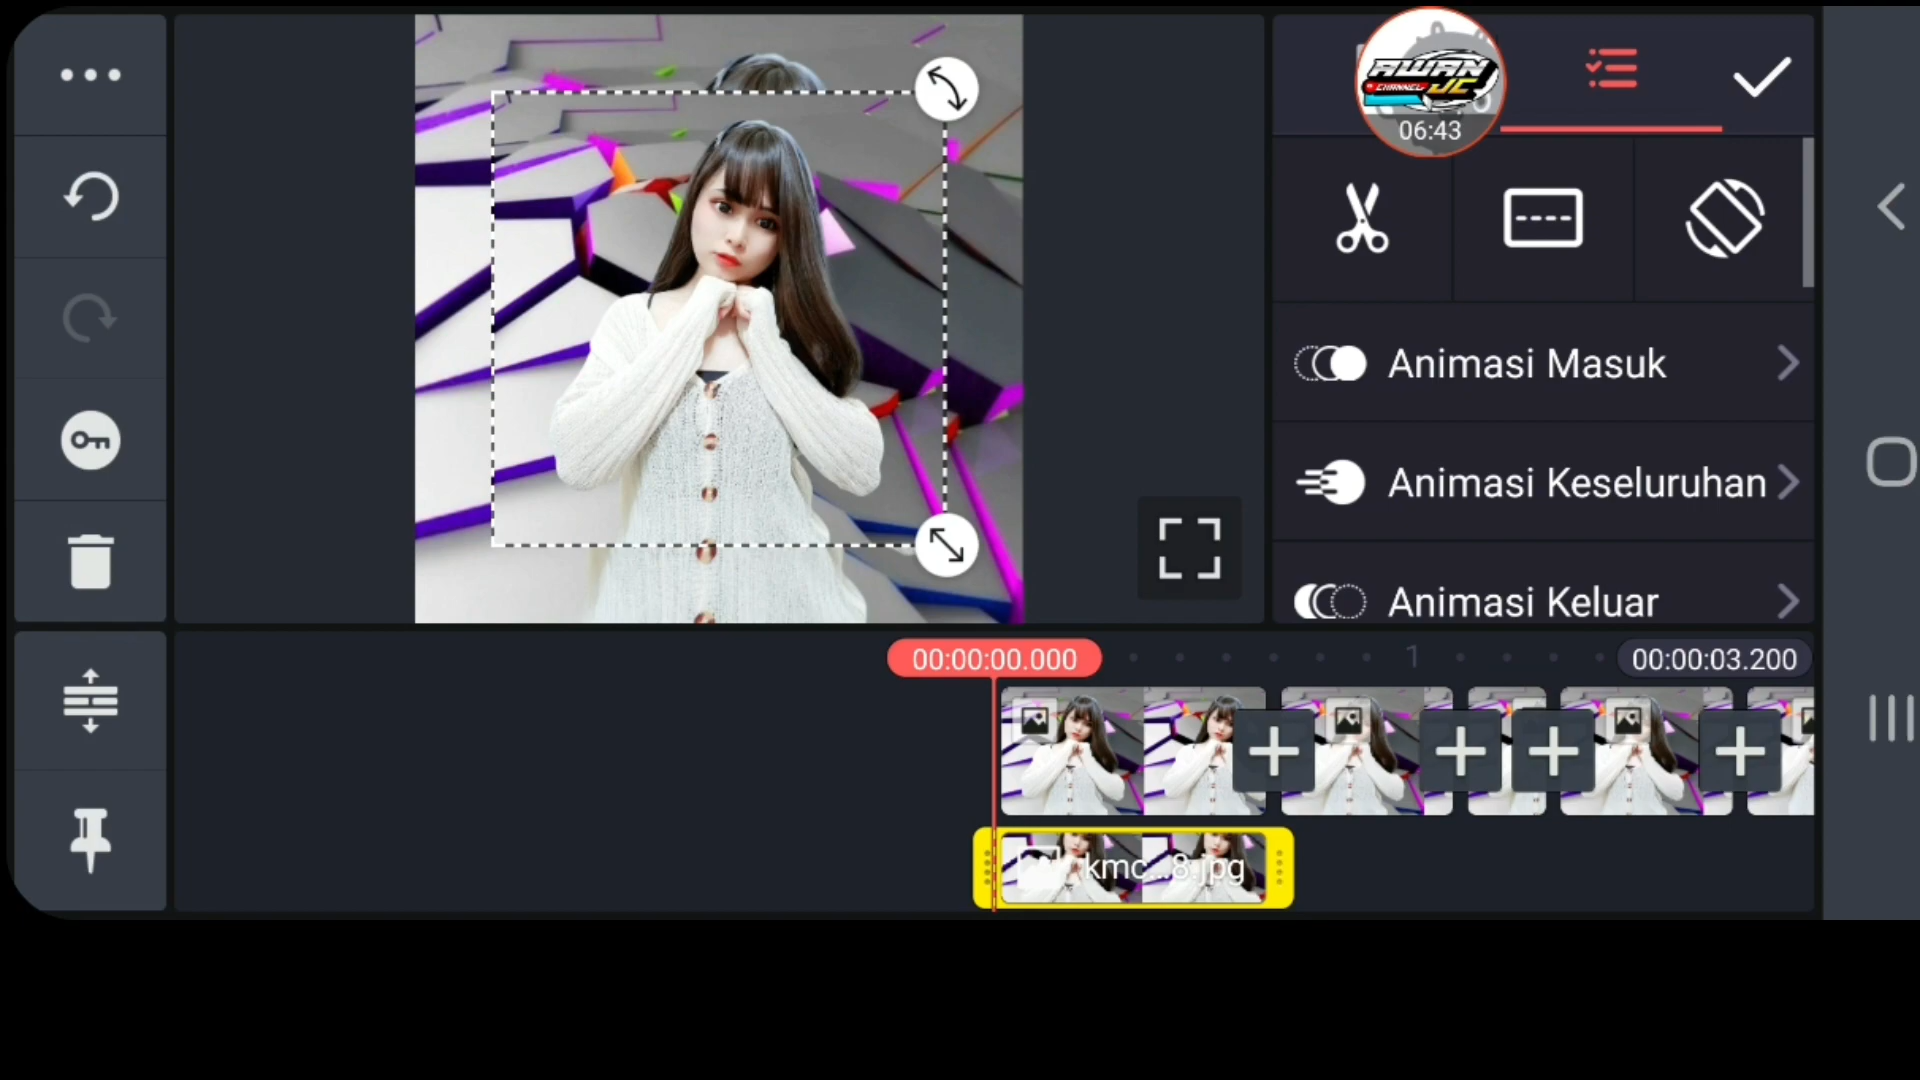 AWAN
CHANNEL JC
06:43
Animasi Masuk
Animasi Keseluruhan
Animasi Keluar
00:00:00.000
1
00:00:03.200
kmc...8.jpg